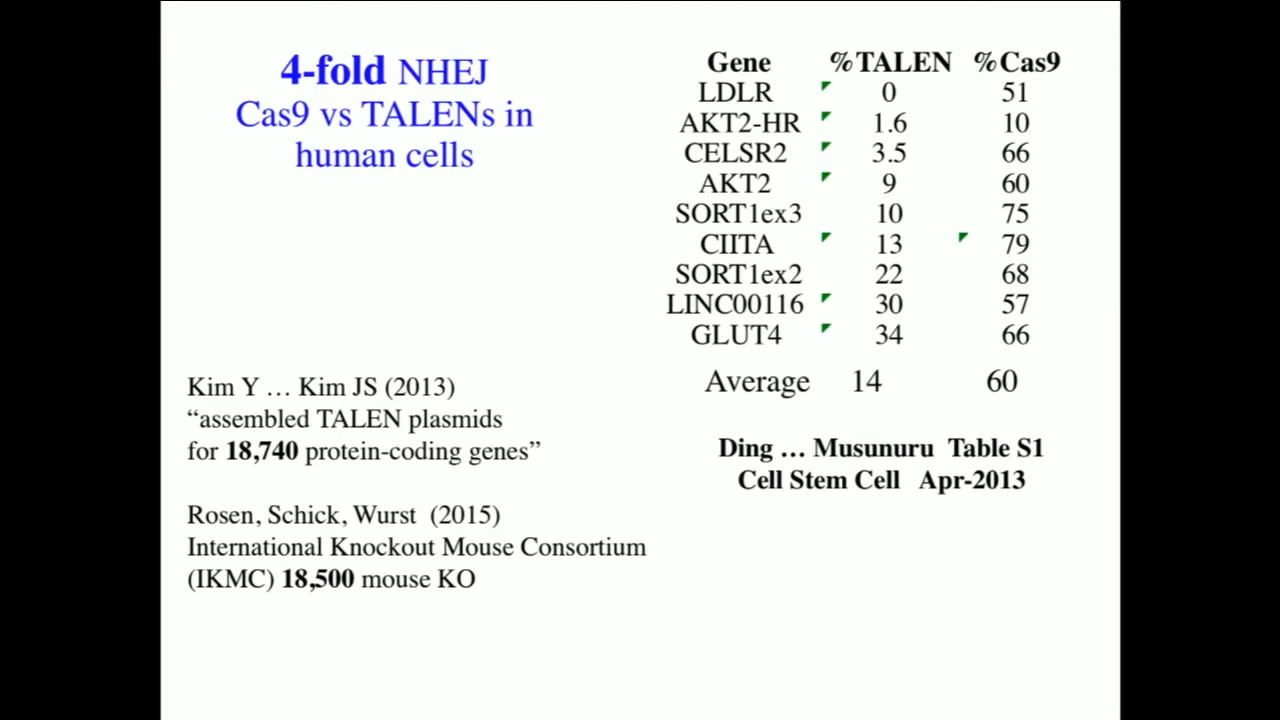 4-fold NHEJ
Cas9 vs TALENs in
human cells
Gene %TALEN %Cas9
LDLR 0 51
AKT2-HR 1.6 10
CELSR2 3.5 66
AKT2 9 60
SORT1ex3 10 75
CIITA 13 79
SORT1ex2 22 68
LINC00116 30 57
GLUT4 34 66
Average 14 60
Ding … Musunuru Table S1
Cell Stem Cell Apr-2013
Kim Y … Kim JS (2013)
“assembled TALEN plasmids
for 18,740 protein-coding genes”
Rosen, Schick, Wurst (2015)
International Knockout Mouse Consortium
(IKMC) 18,500 mouse KO